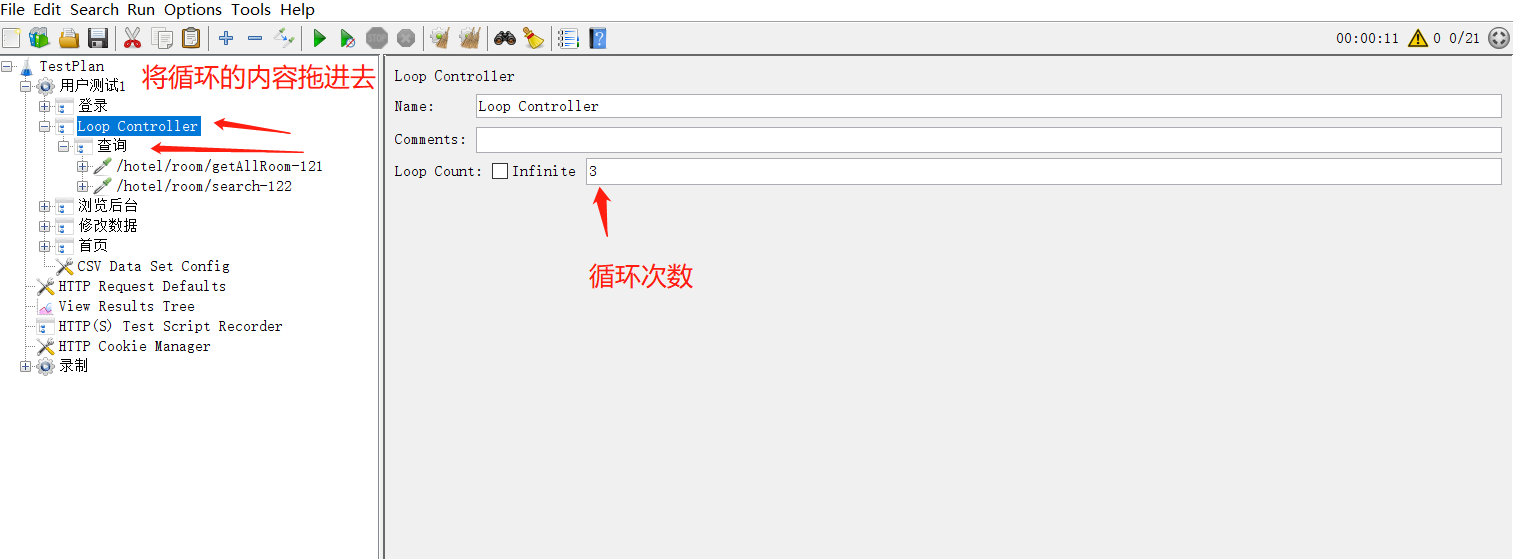 File Edit Search Run Options Tools Help
00:00:11 0 0/21
TestPlan
用户测试1
将循环的内容拖进去
登录
Loop Controller
查询
/hotel/room/getAllRoom-121
/hotel/room/search-122
浏览后台
修改数据
首页
CSV Data Set Config
HTTP Request Defaults
View Results Tree
HTTP(S) Test Script Recorder
HTTP Cookie Manager
录制
Loop Controller
Name: Loop Controller
Comments:
Loop Count: Infinite 3
循环次数